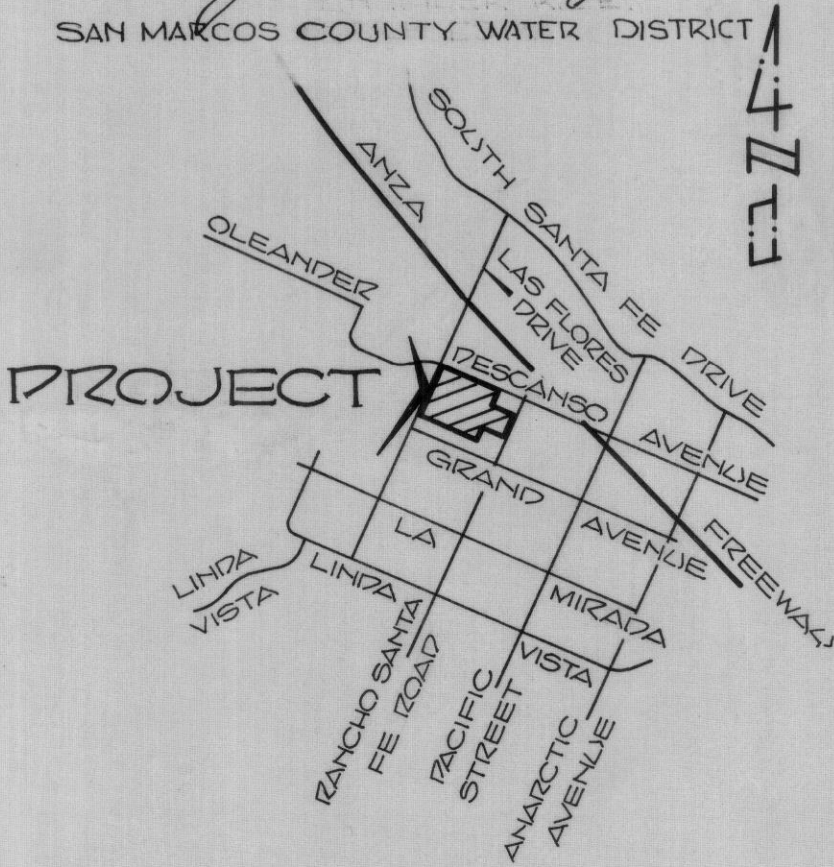 SAN MARCOS COUNTY WATER DISTRICT
N
SOUTH SANTA FE DRIVE
ANZA
OLEANDER
LAS FLORES
DRIVE
PROJECT
DESCANSO AVENUE
GRAND AVENUE
FREEWAY
LA MIRADA
LINDA
VISTA
LINDA VISTA
RANCHO SANTA
FE ROAD
PACIFIC
STREET
ANARCTIC
AVENUE